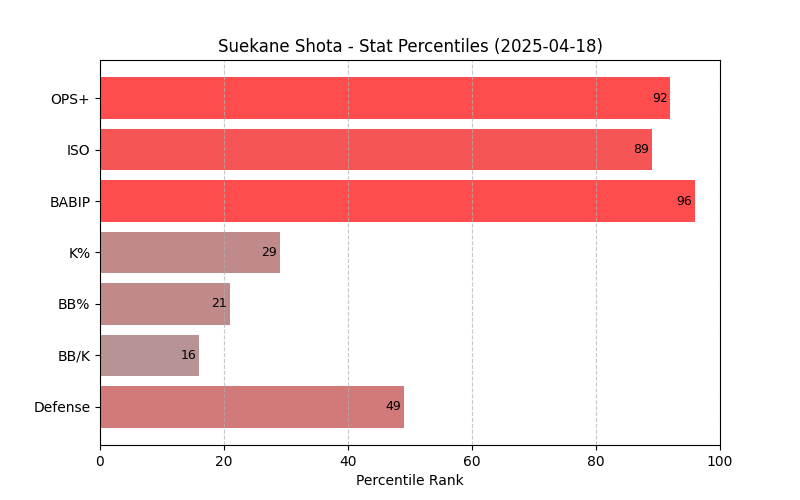 Suekane Shota - Stat Percentiles (2025-04-18)
OPS+ 92
ISO 89
BABIP 96
K% 29
BB% 21
BB/K 16
Defense 49
0 20 40 60 80 100
Percentile Rank